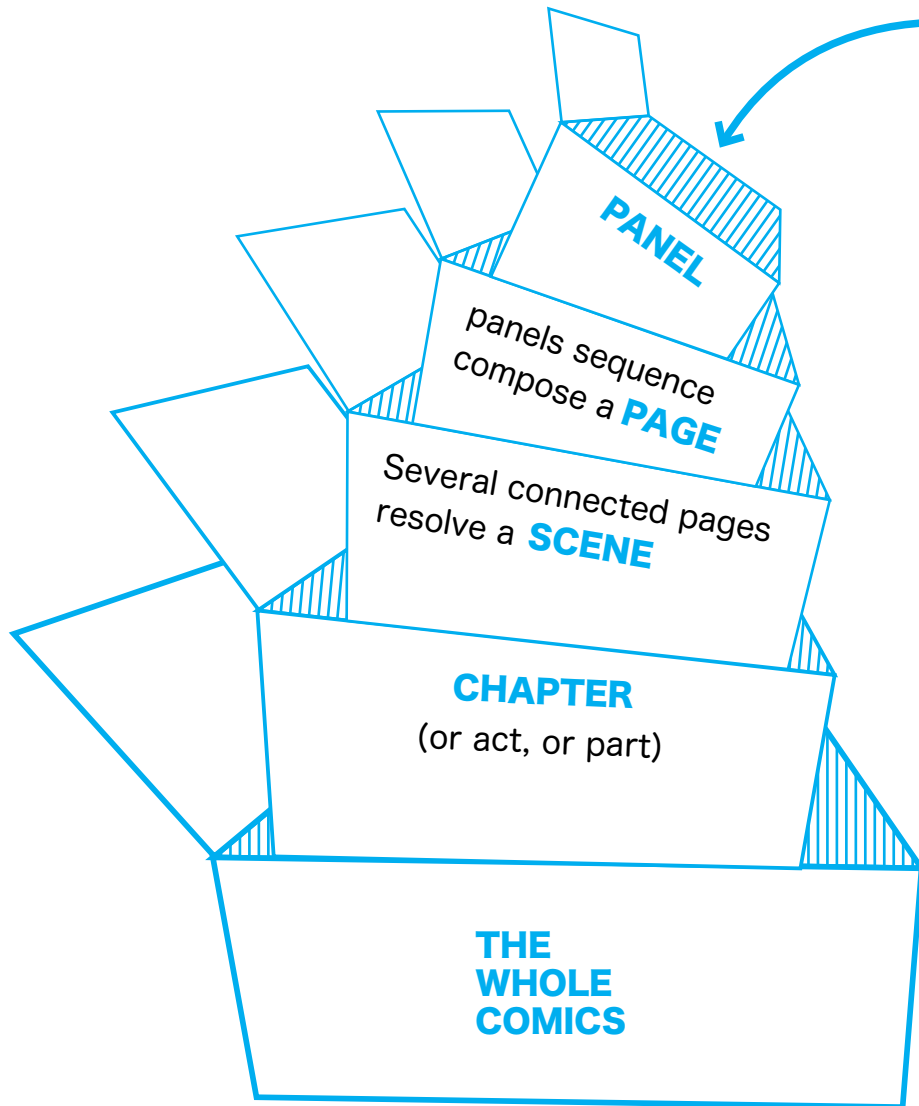 PANEL
panels sequence
compose a PAGE
Several connected pages
resolve a SCENE
CHAPTER
(or act, or part)
THE
WHOLE
COMICS